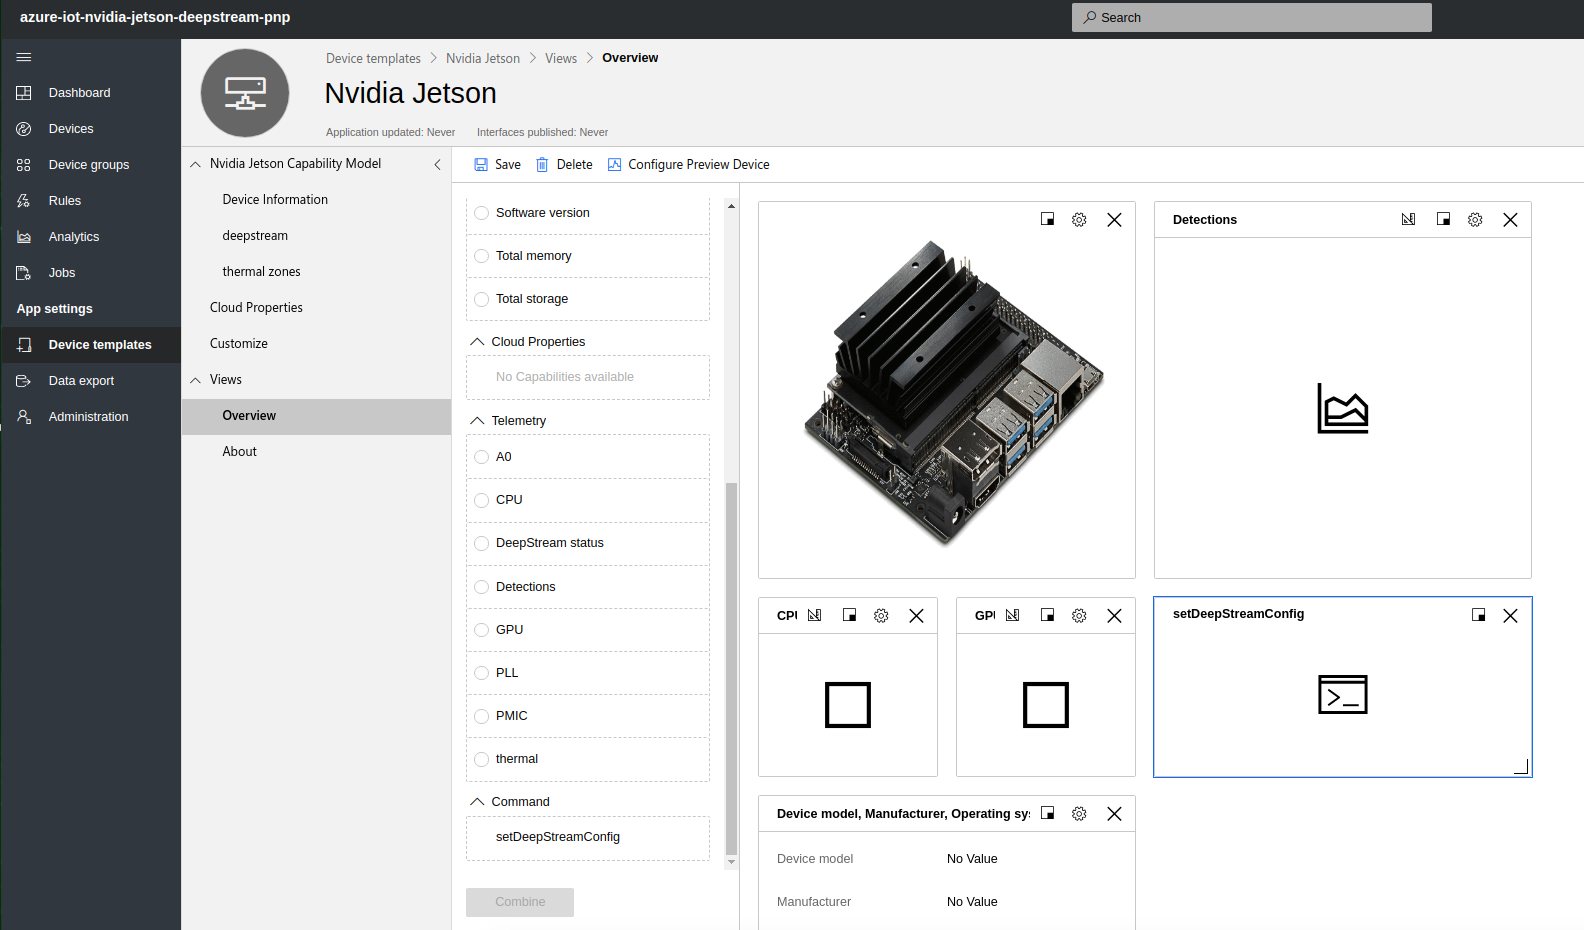 azure-iot-nvidia-jetson-deepstream-pnp
Search
Dashboard
Devices
Device groups
Rules
Analytics
Jobs
App settings
Device templates
Data export
Administration
Device templates > Nvidia Jetson > Views > Overview
Nvidia Jetson
Application updated: Never
Interfaces published: Never
Nvidia Jetson Capability Model
Device Information
deepstream
thermal zones
Cloud Properties
Customize
Views
Overview
About
Save
Delete
Configure Preview Device
Software version
Total memory
Total storage
Cloud Properties
No Capabilities available
Telemetry
A0
CPU
DeepStream status
Detections
GPU
PLL
PMIC
thermal
Command
setDeepStreamConfig
Combine
Detections
CPU
GPU
setDeepStreamConfig
Device model, Manufacturer, Operating sy
Device model No Value
Manufacturer No Value